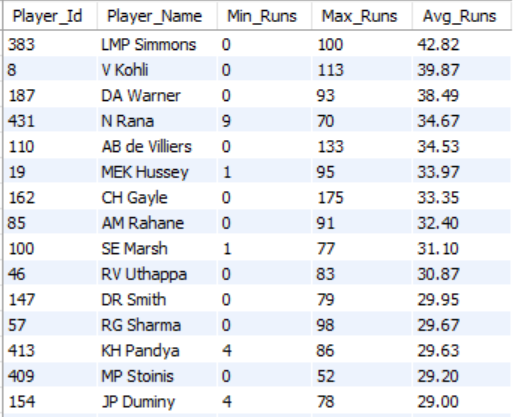 Player_Id Player_Name Min_Runs Max_Runs Avg_Runs
383 LMP Simmons 0 100 42.82
8 V Kohli 0 113 39.87
187 DA Warner 0 93 38.49
431 N Rana 9 70 34.67
110 AB de Villiers 0 133 34.53
19 MEK Hussey 1 95 33.97
162 CH Gayle 0 175 33.35
85 AM Rahane 0 91 32.40
100 SE Marsh 1 77 31.10
46 RV Uthappa 0 83 30.87
147 DR Smith 0 79 29.95
57 RG Sharma 0 98 29.67
413 KH Pandya 4 86 29.63
409 MP Stoinis 0 52 29.20
154 JP Duminy 4 78 29.00